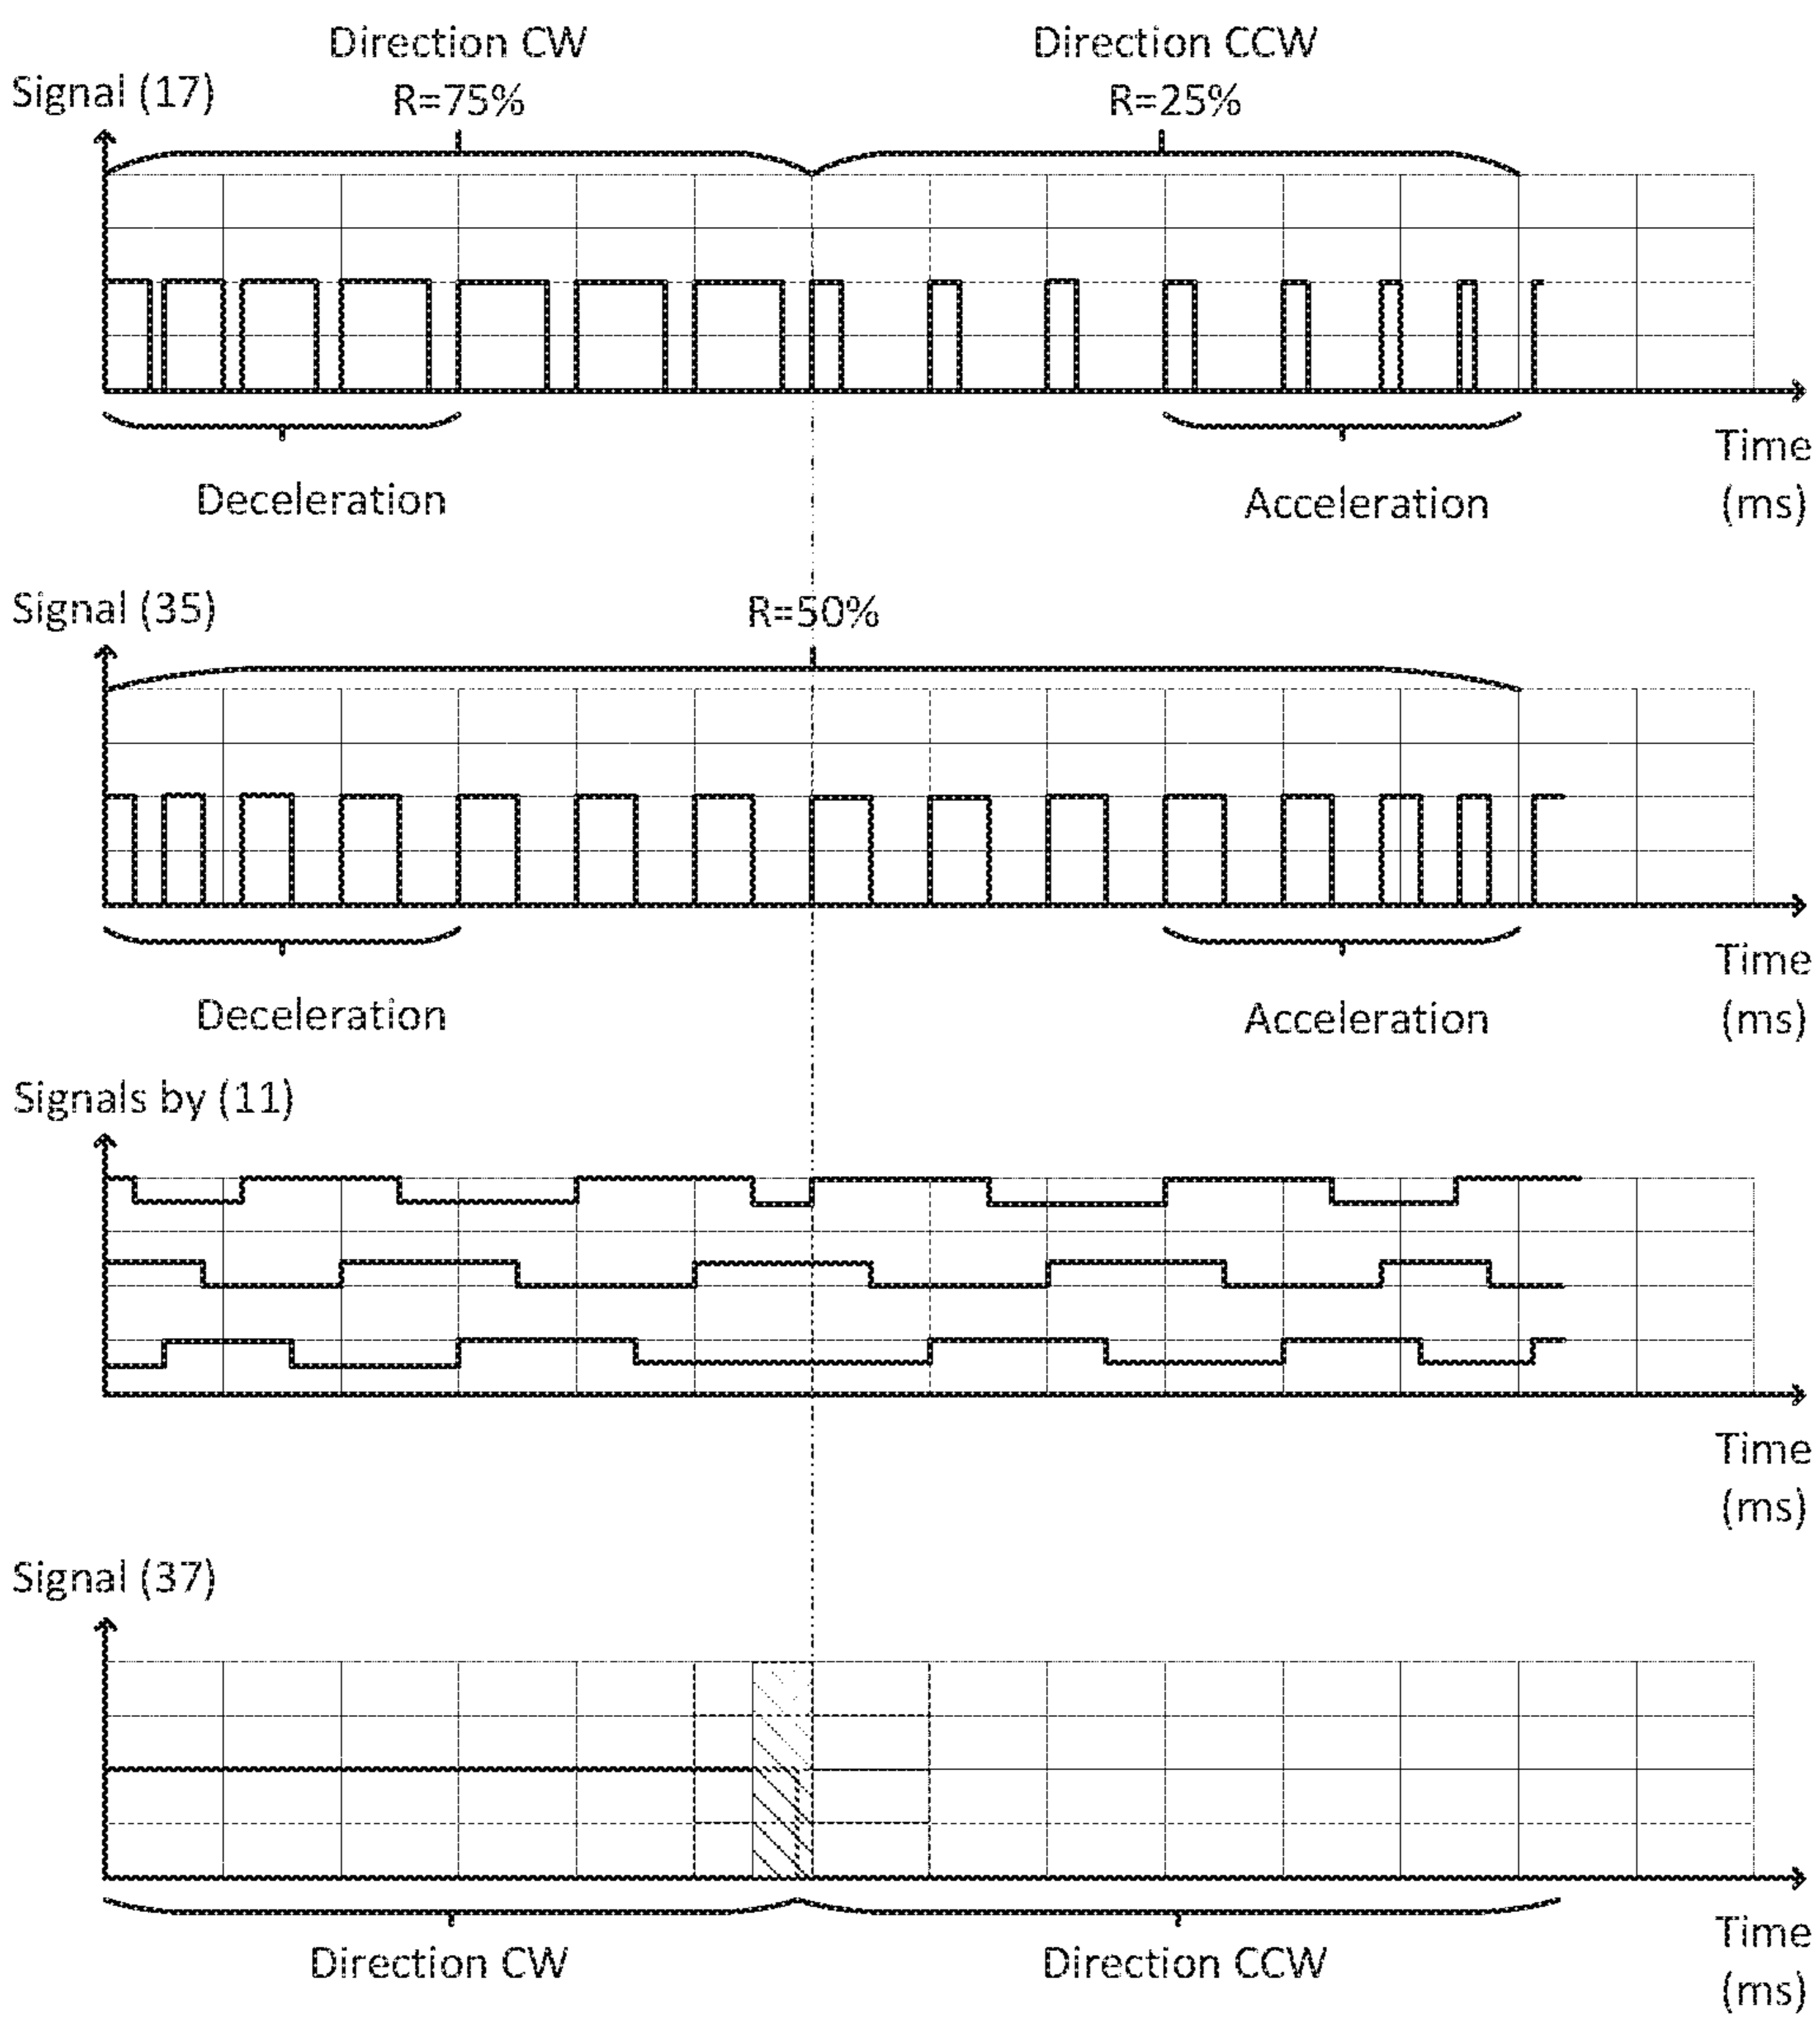 Direction CW
Direction CCW
Signal (17)
R=75%
R=25%
Time
(ms)
Deceleration
Acceleration
Signal (35)
R=50%
Time
(ms)
Deceleration
Acceleration
Signals by (11)
Time
(ms)
Signal (37)
Time
(ms)
Direction CW
Direction CCW